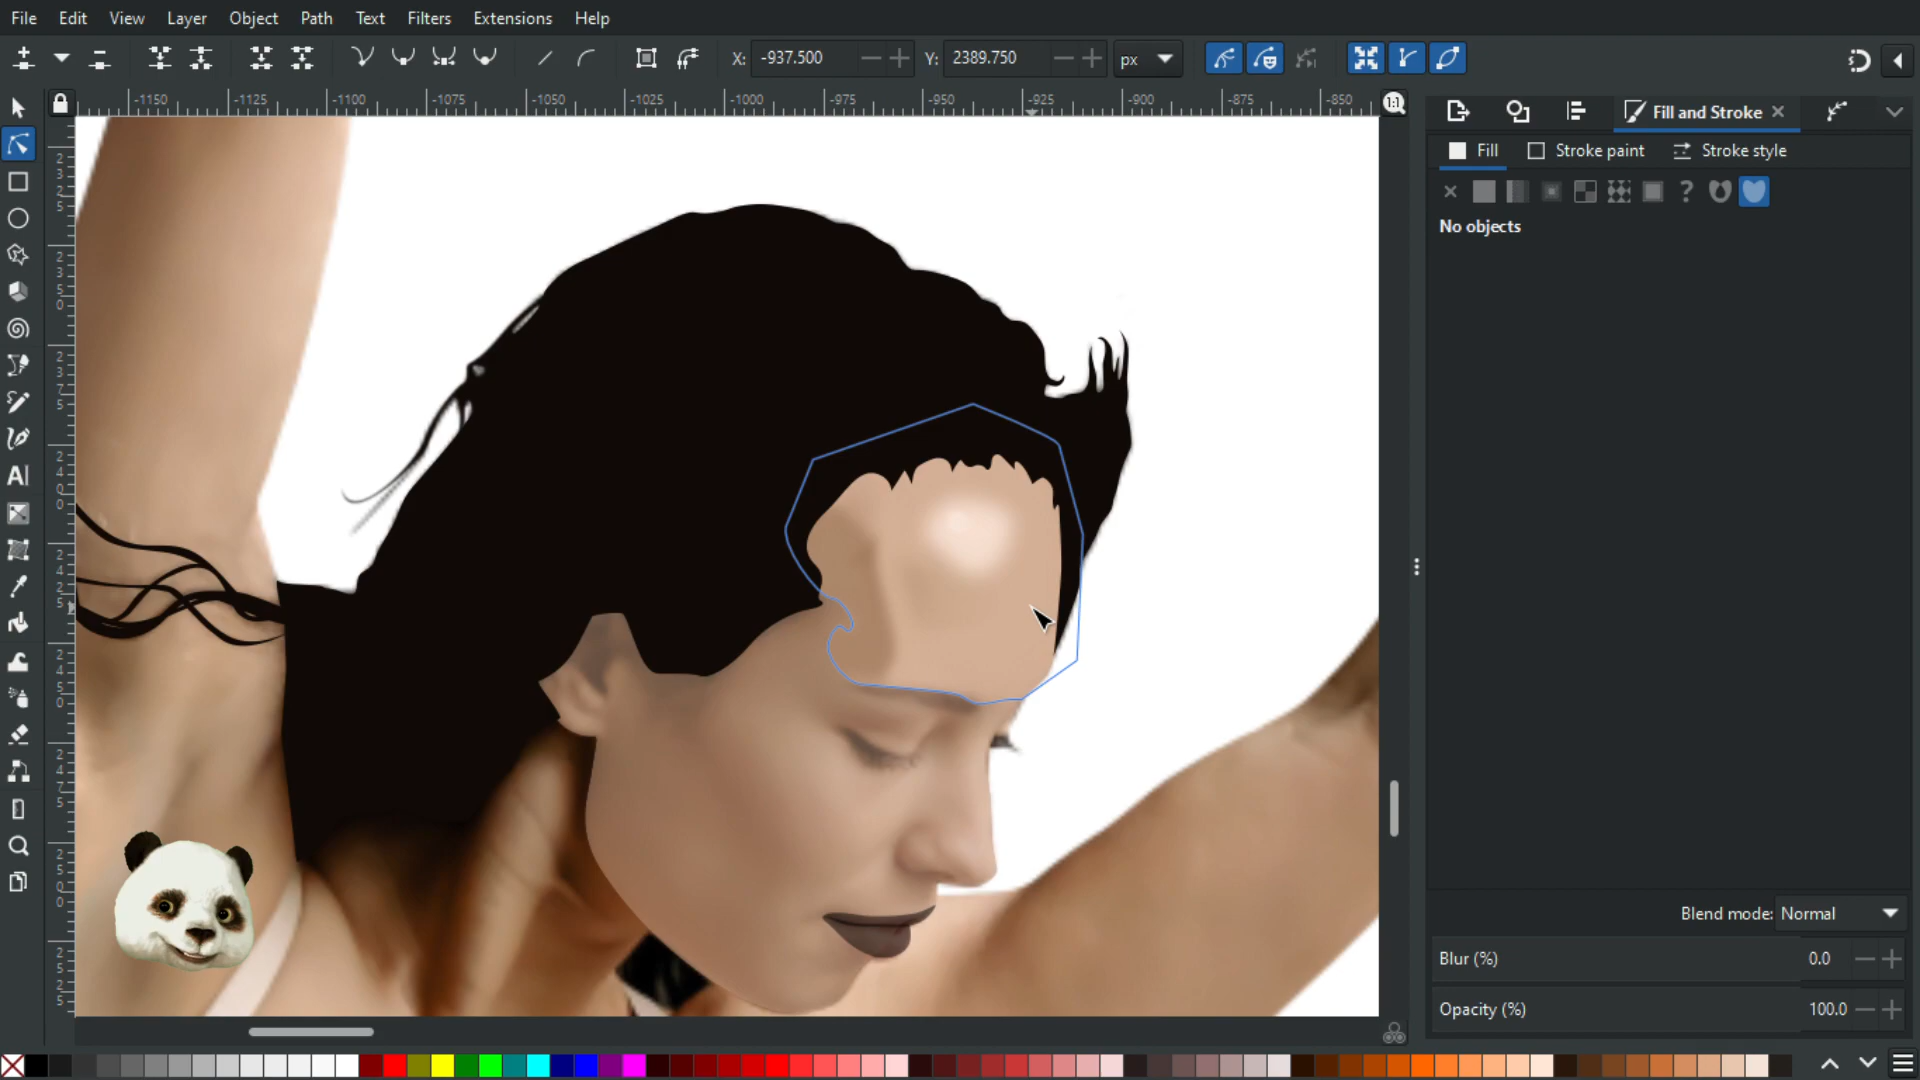 File Edit View Layer Object Path Text Filters Extensions Help
X: -937.500 Y: 2389.750 px
-1150 -1125 -1100 -1075 -1050 -1025 -1000 -975 -950 -925 -900 -875 -850
1:1
Fill and Stroke
Fill Stroke paint Stroke style
No objects
Blend mode: Normal
Blur (%) 0.0
Opacity (%) 100.0